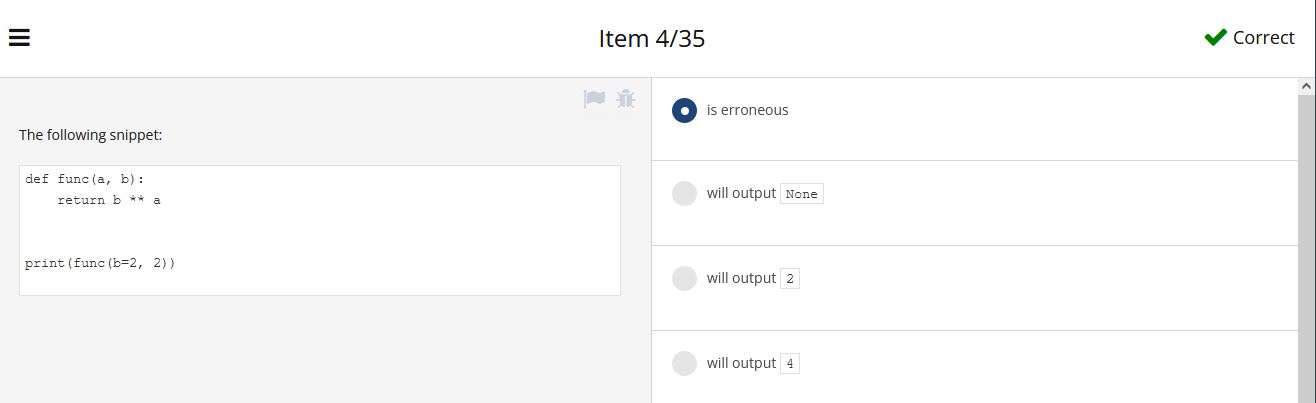 Item 4/35
Correct
The following snippet:
def func(a, b):
    return b ** a
print(func(b=2, 2))
is erroneous
will output None
will output 2
will output 4